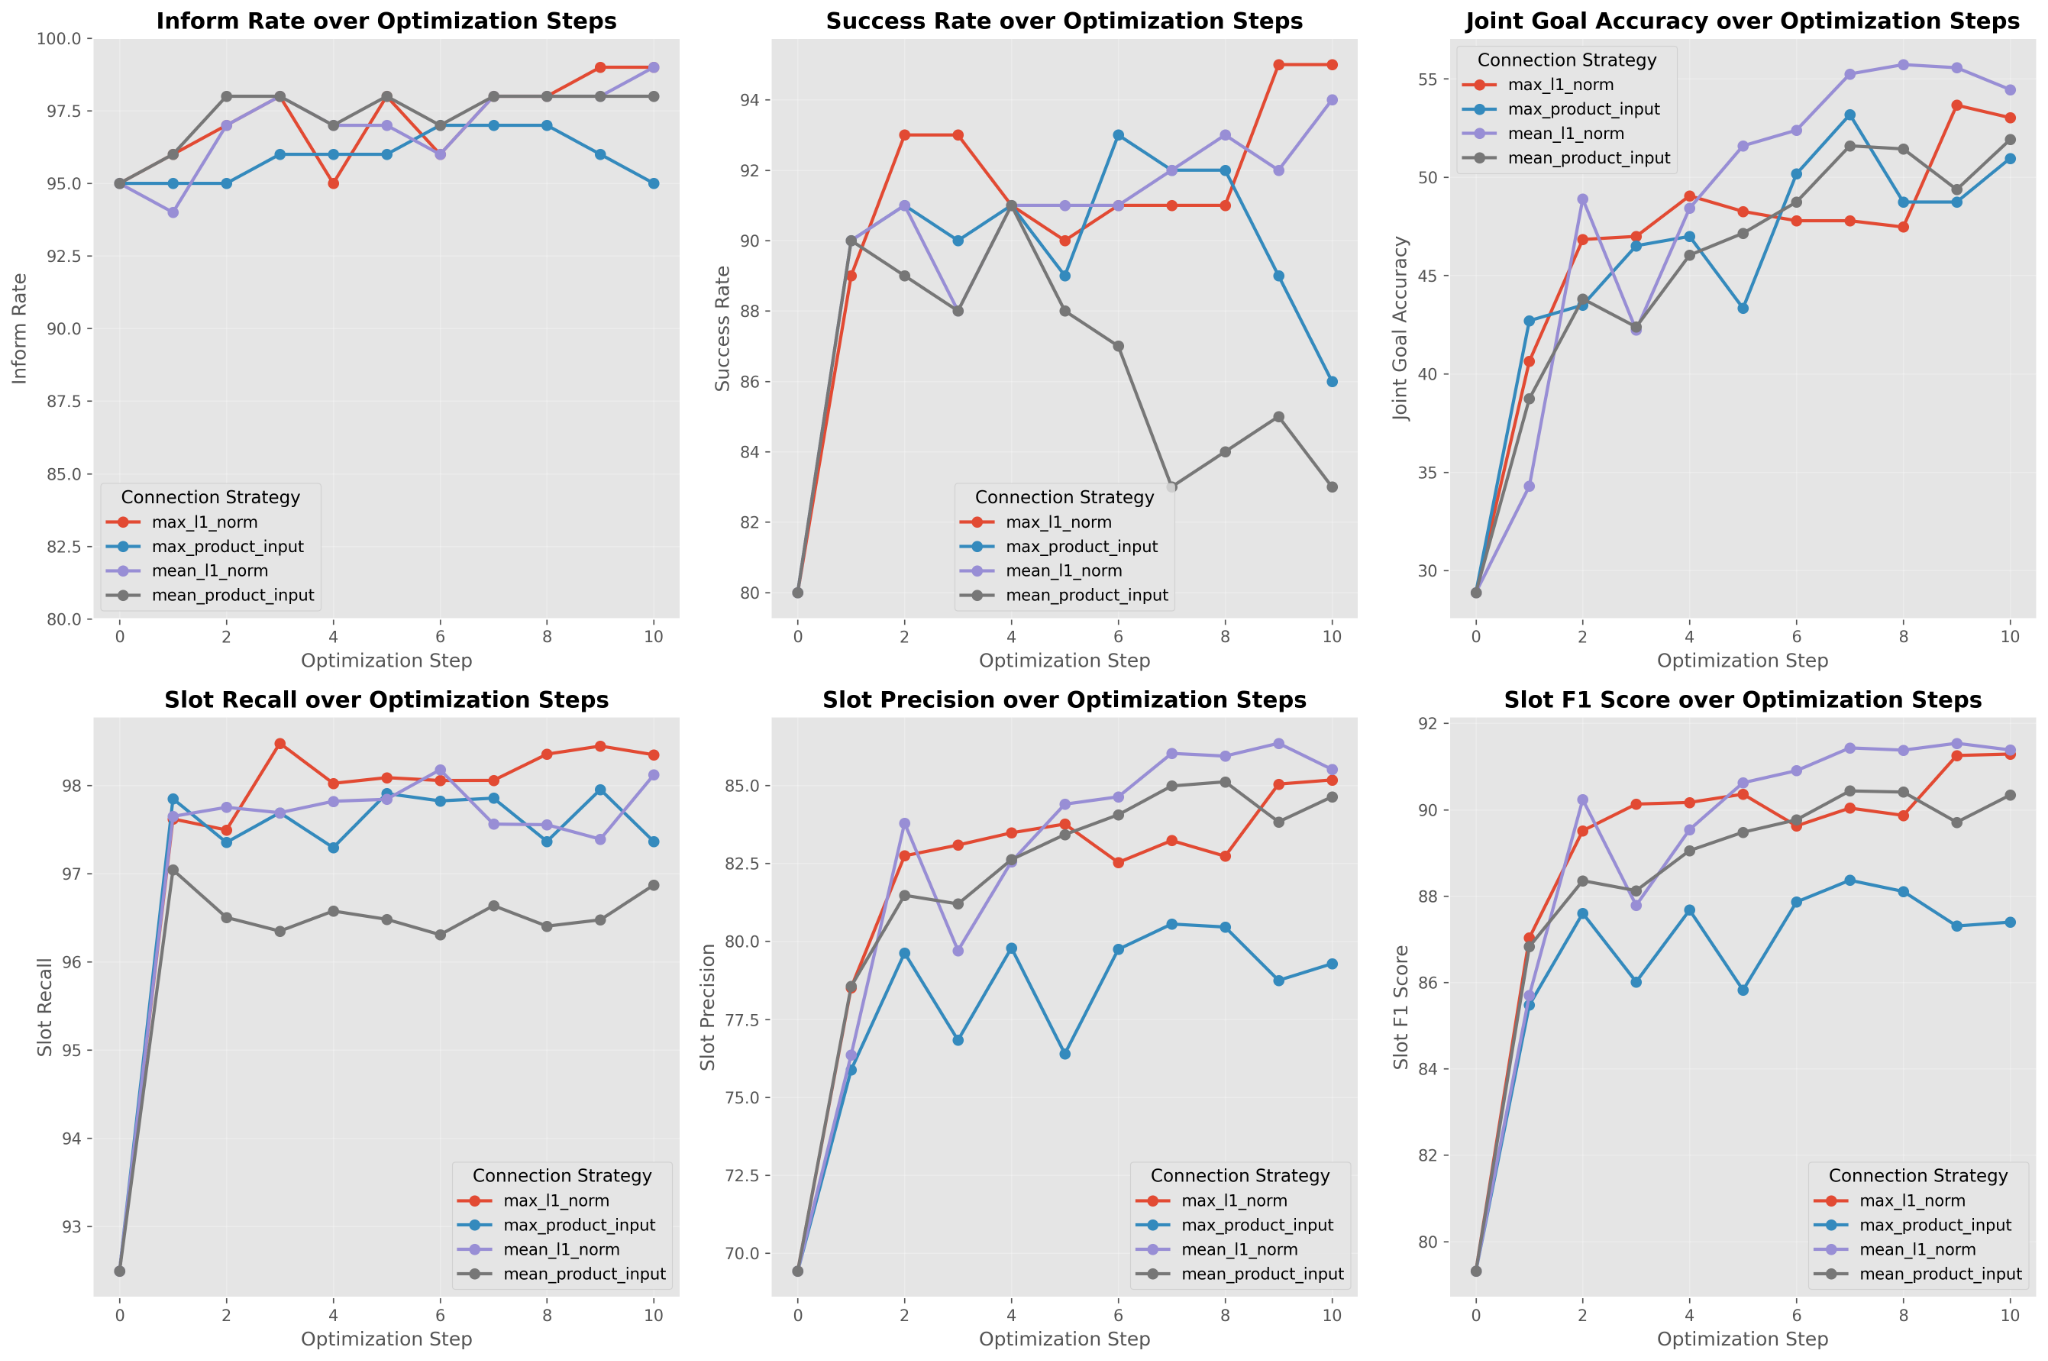 Inform Rate over Optimization Steps
100.0
97.5
95.0
92.5
90.0
87.5
85.0
82.5
80.0
Inform Rate
Connection Strategy
max_l1_norm
max_product_input
mean_l1_norm
mean_product_input
0 2 4 6 8 10
Optimization Step
Success Rate over Optimization Steps
94
92
90
88
86
84
82
80
Success Rate
Connection Strategy
max_l1_norm
max_product_input
mean_l1_norm
mean_product_input
0 2 4 6 8 10
Optimization Step
Joint Goal Accuracy over Optimization Steps
55
50
45
40
35
30
Joint Goal Accuracy
Connection Strategy
max_l1_norm
max_product_input
mean_l1_norm
mean_product_input
0 2 4 6 8 10
Optimization Step
Slot Recall over Optimization Steps
98
97
96
95
94
93
Slot Recall
Connection Strategy
max_l1_norm
max_product_input
mean_l1_norm
mean_product_input
0 2 4 6 8 10
Optimization Step
Slot Precision over Optimization Steps
85.0
82.5
80.0
77.5
75.0
72.5
70.0
Slot Precision
Connection Strategy
max_l1_norm
max_product_input
mean_l1_norm
mean_product_input
0 2 4 6 8 10
Optimization Step
Slot F1 Score over Optimization Steps
92
90
88
86
84
82
80
Slot F1 Score
Connection Strategy
max_l1_norm
max_product_input
mean_l1_norm
mean_product_input
0 2 4 6 8 10
Optimization Step